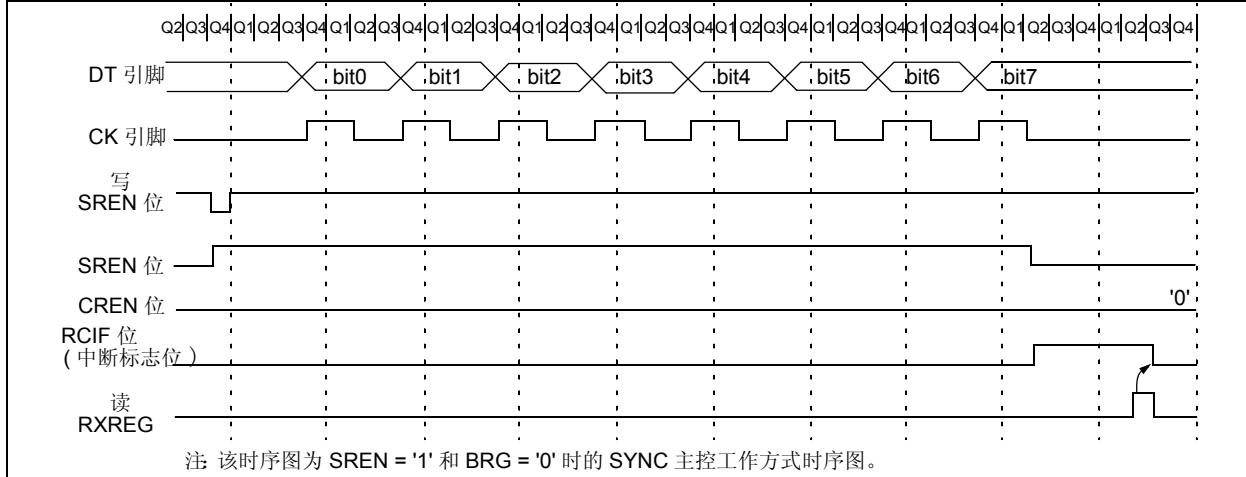 Q2 Q3 Q4 Q1 Q2 Q3 Q4 Q1 Q2 Q3 Q4 Q1 Q2 Q3 Q4 Q1 Q2 Q3 Q4 Q1 Q2 Q3 Q4 Q1 Q2 Q3 Q4 Q1 Q2 Q3 Q4 Q1 Q2 Q3 Q4 Q1 Q2 Q3 Q4 Q1 Q2 Q3 Q4
DT 引脚 bit0 bit1 bit2 bit3 bit4 bit5 bit6 bit7
CK 引脚
写
SREN 位
SREN 位
CREN 位 '0'
RCIF 位
( 中断标志位 )
读
RXREG
注: 该时序图为 SREN = '1' 和 BRG = '0' 时的 SYNC 主控工作方式时序图。